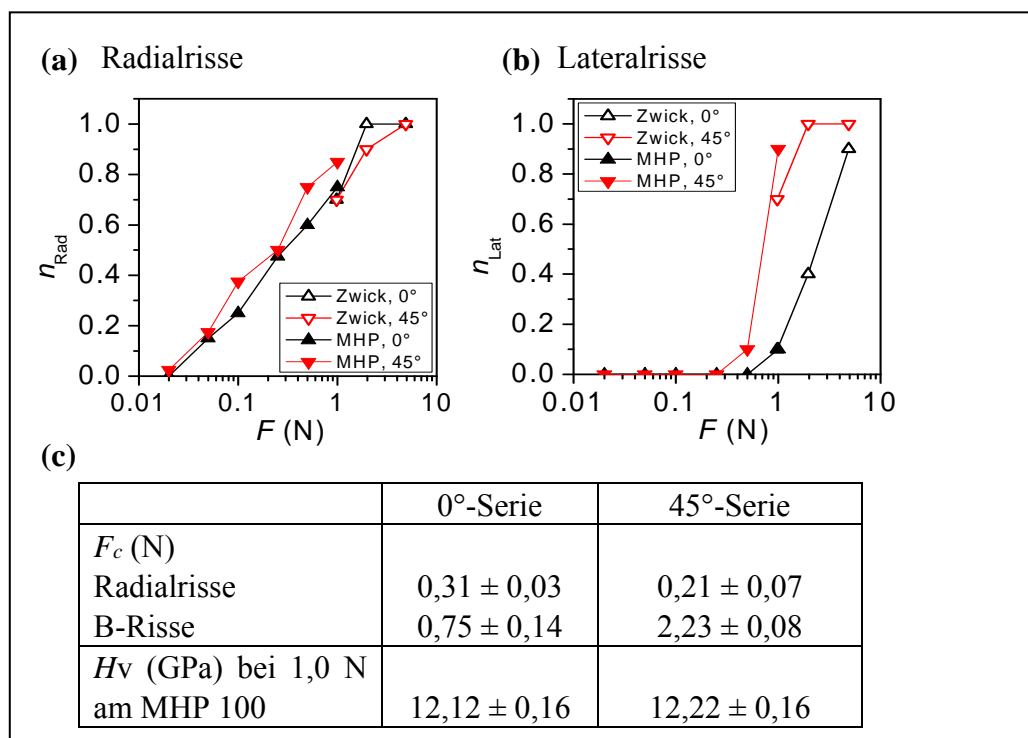 (a) Radialrisse
(b) Lateralrisse
1.0
0.8
0.6
0.4
0.2
0.0
n_Rad
Zwick, 0°
Zwick, 45°
MHP, 0°
MHP, 45°
0.01 0.1 1 10
F (N)
1.0
0.8
0.6
0.4
0.2
0.0
n_Lat
Zwick, 0°
Zwick, 45°
MHP, 0°
MHP, 45°
0.01 0.1 1 10
F (N)
(c)
0°-Serie 45°-Serie
F_c (N)
Radialrisse 0,31 ± 0,03 0,21 ± 0,07
B-Risse 0,75 ± 0,14 2,23 ± 0,08
Hv (GPa) bei 1,0 N
am MHP 100 12,12 ± 0,16 12,22 ± 0,16